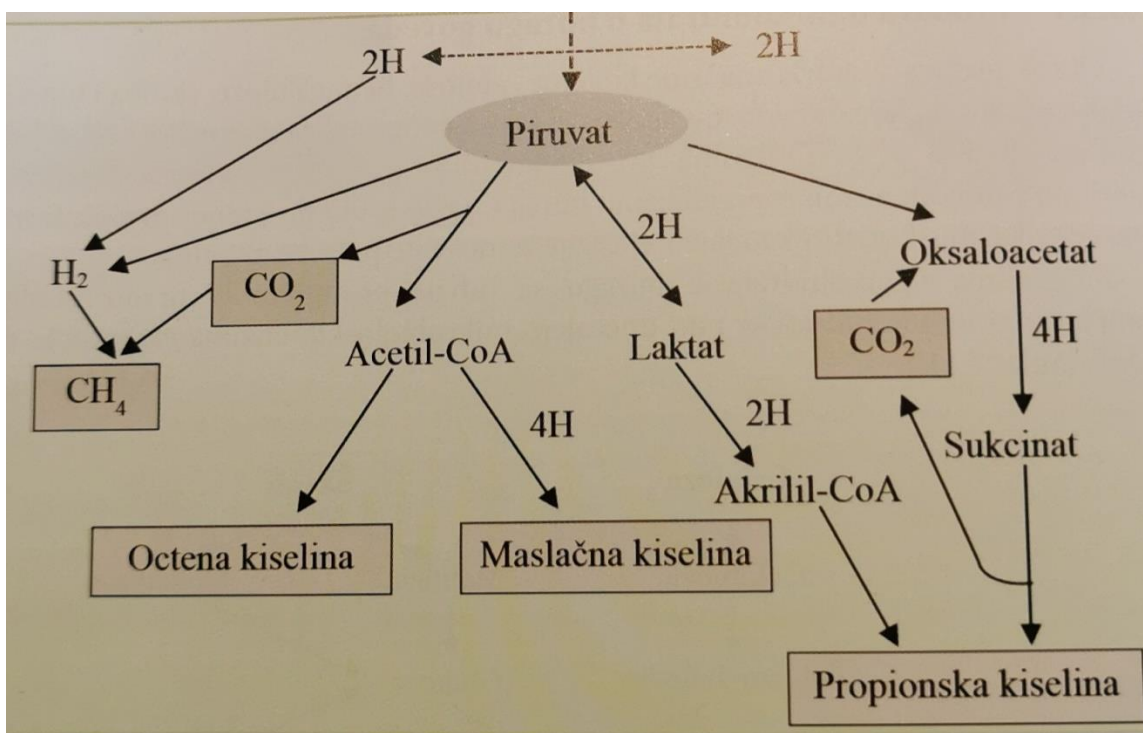 2H
2H
Piruvat
2H
H₂
CO₂
Oksaloacetat
CO₂
4H
Acetil-CoA
Laktat
CH₄
4H
2H
Sukcinat
Akrilil-CoA
Octena kiselina
Maslačna kiselina
Propionska kiselina